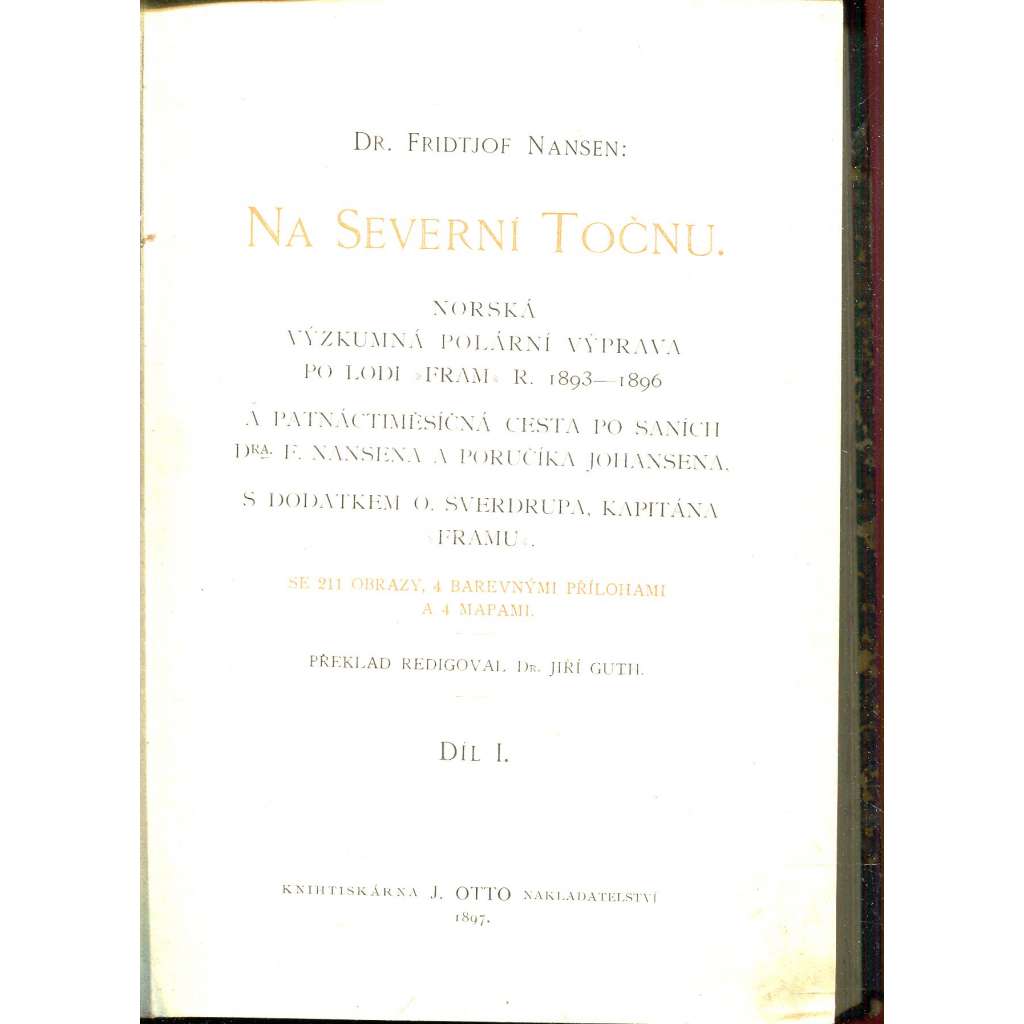 DR. FRIDTJOF NANSEN:
NA SEVERNÍ TOČNU.
NORSKÁ
VÝZKUMNÁ POLÁRNÍ VÝPRAVA
PO LODI »FRAM« R. 1893—1896
A PATNÁCTIMĚSÍČNÁ CESTA PO SANÍCH
DRA. F. NANSENA A PORUČÍKA JOHANSENA.
S DODATKEM O. SVERDRUPA, KAPITÁNA
»FRAMU«.
SE 211 OBRAZY, 4 BAREVNÝMI PŘÍLOHAMI
A 4 MAPAMI.
PŘEKLAD REDIGOVAL DR. JIŘÍ GUTH.
DÍL I.
KNIHTISKÁRNA J. OTTO NAKLADATELSTVÍ
1897.